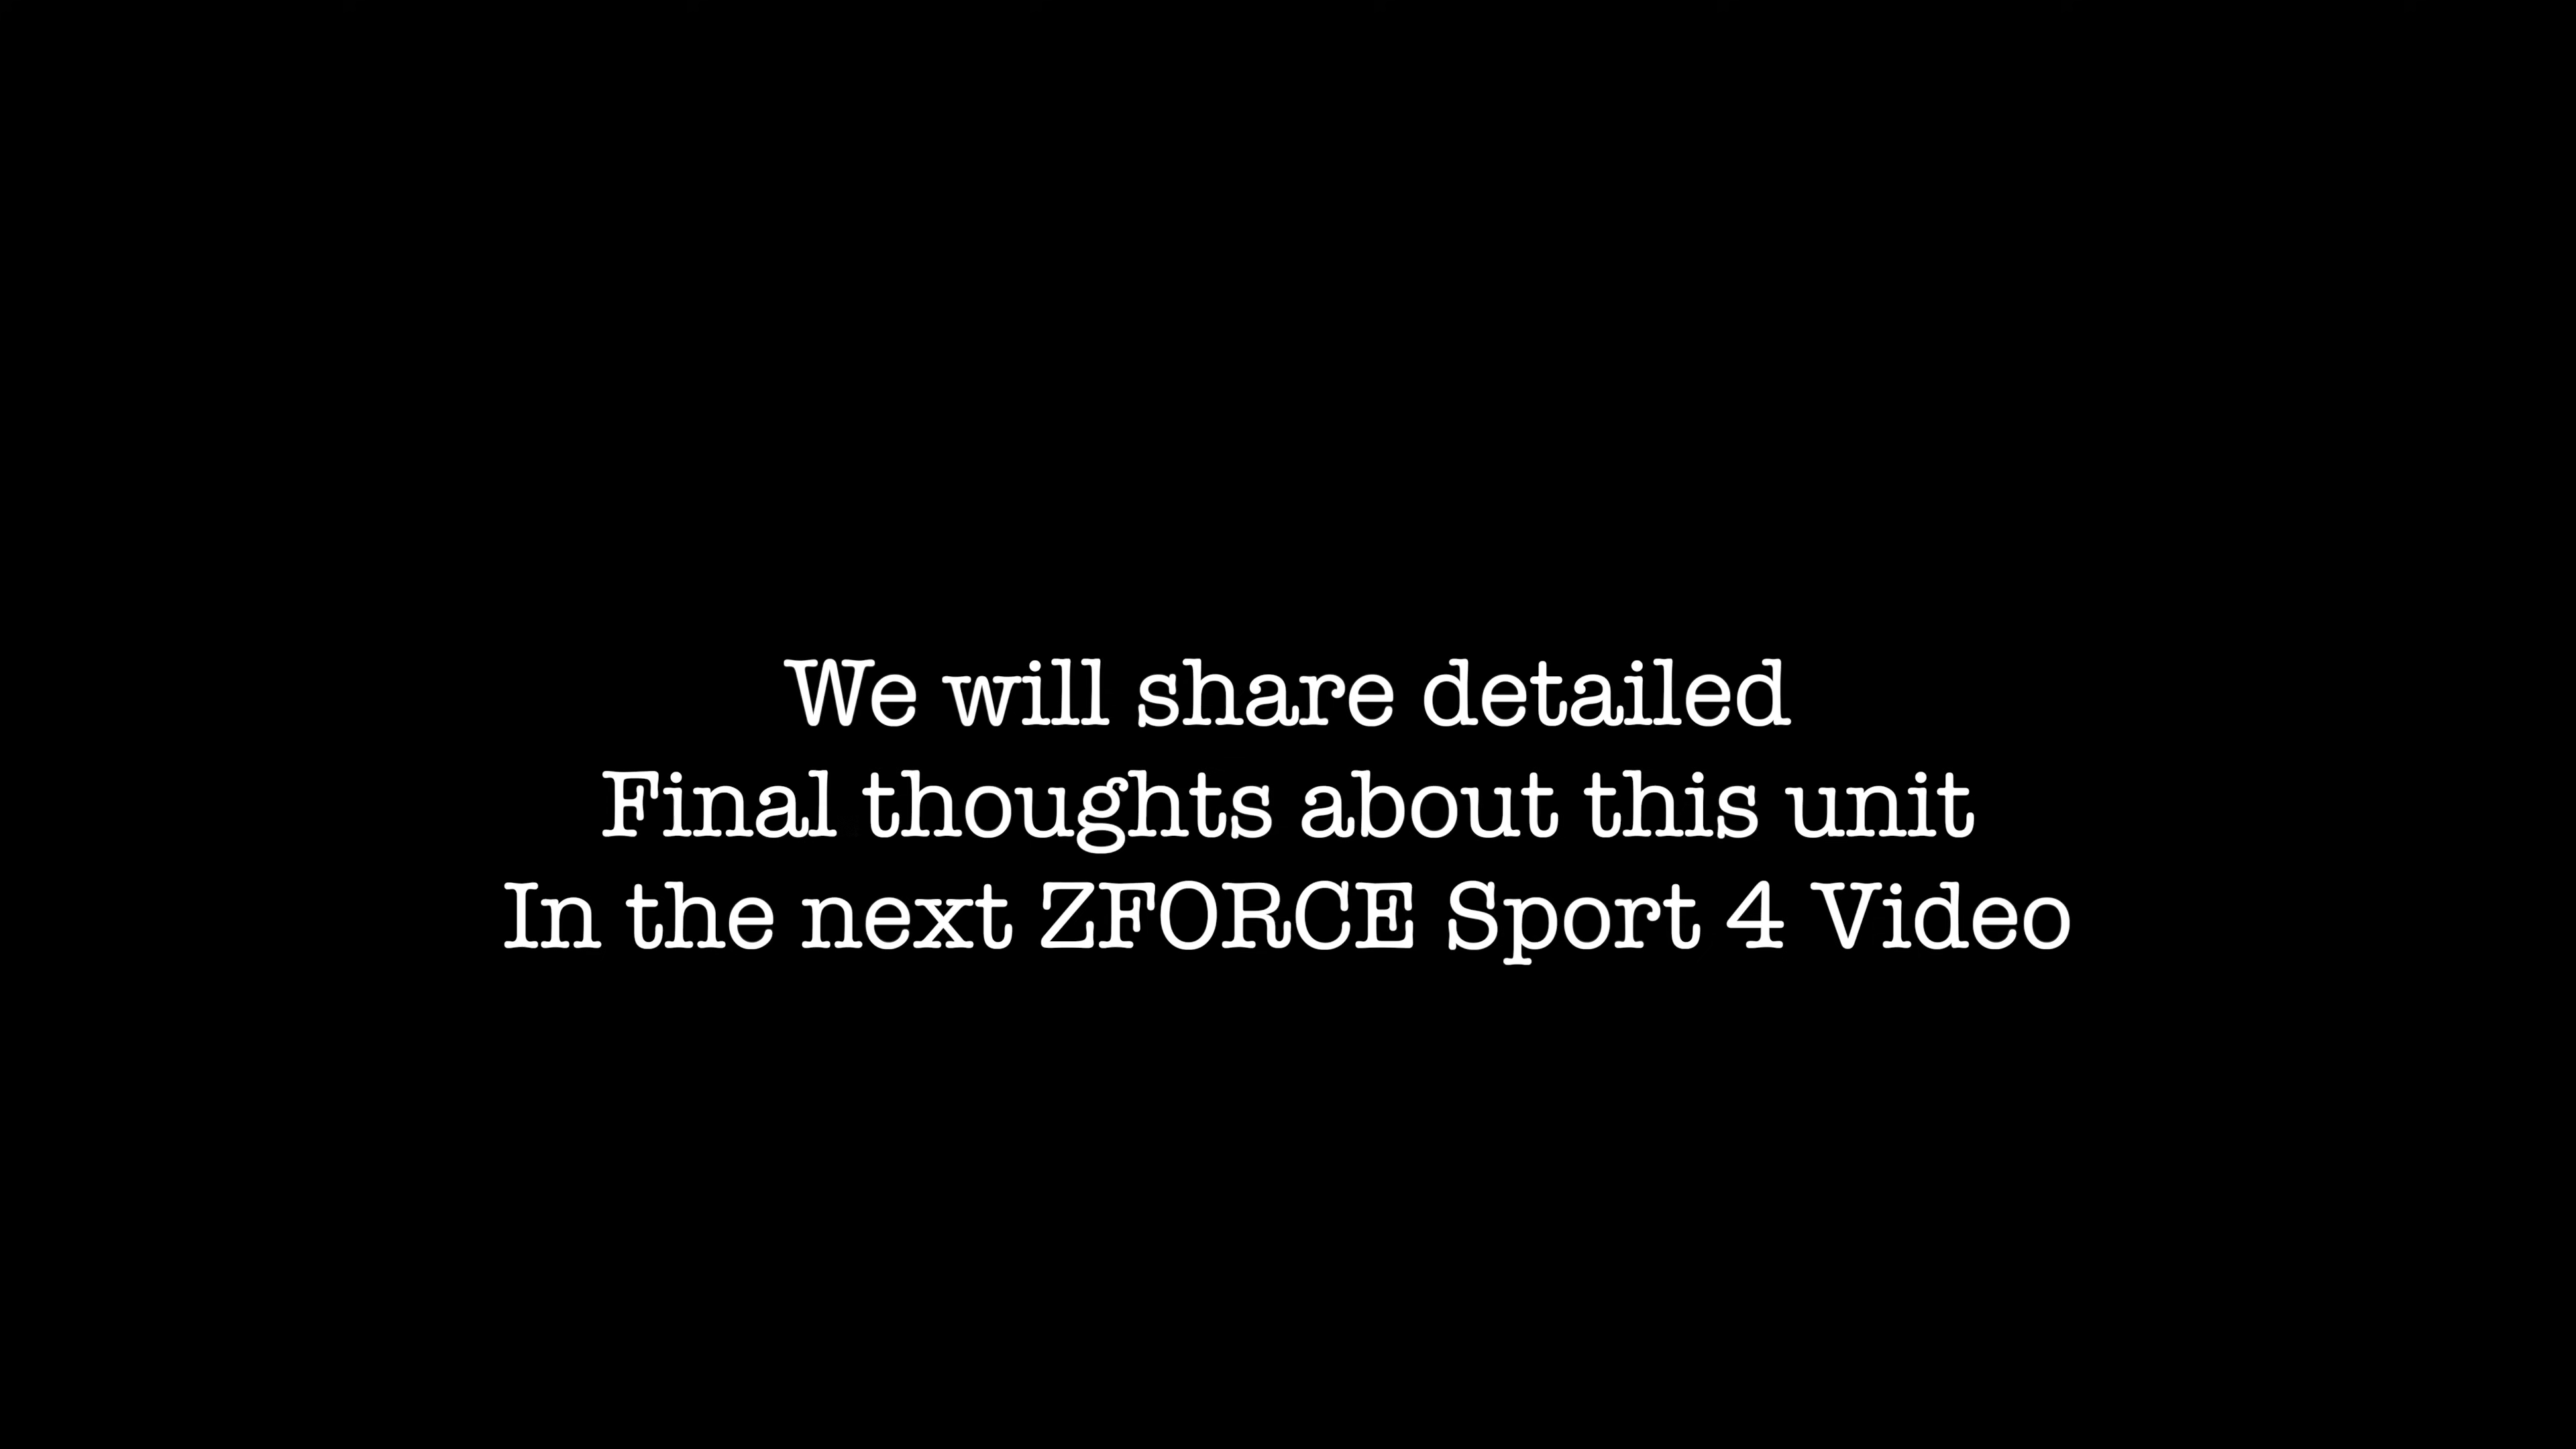 We will share detailed
Final thoughts about this unit
In the next ZFORCE Sport 4 Video